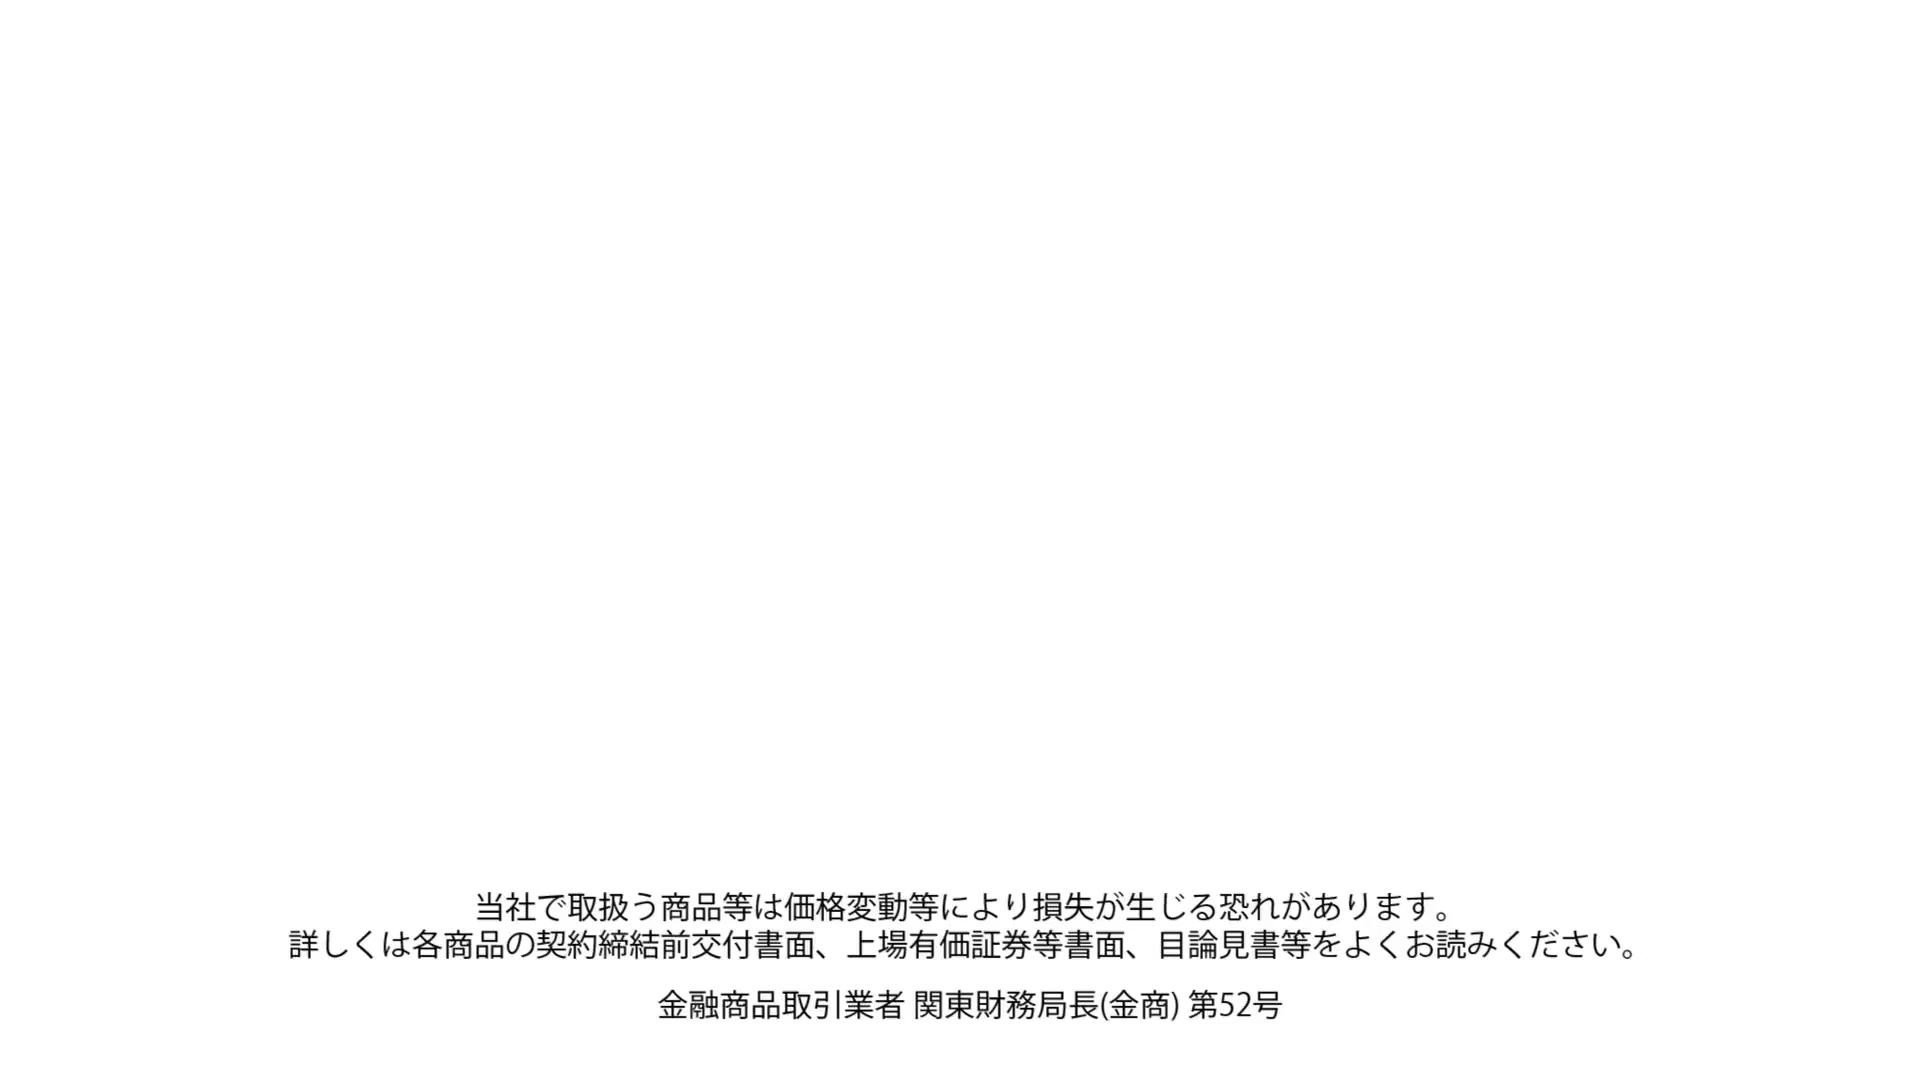 当社で取扱う商品等は価格変動等により損失が生じる恐れがあります。
詳しくは各商品の契約締結前交付書面、上場有価証券等書面、目論見書等をよくお読みください。
金融商品取引業者 関東財務局長(金商) 第52号